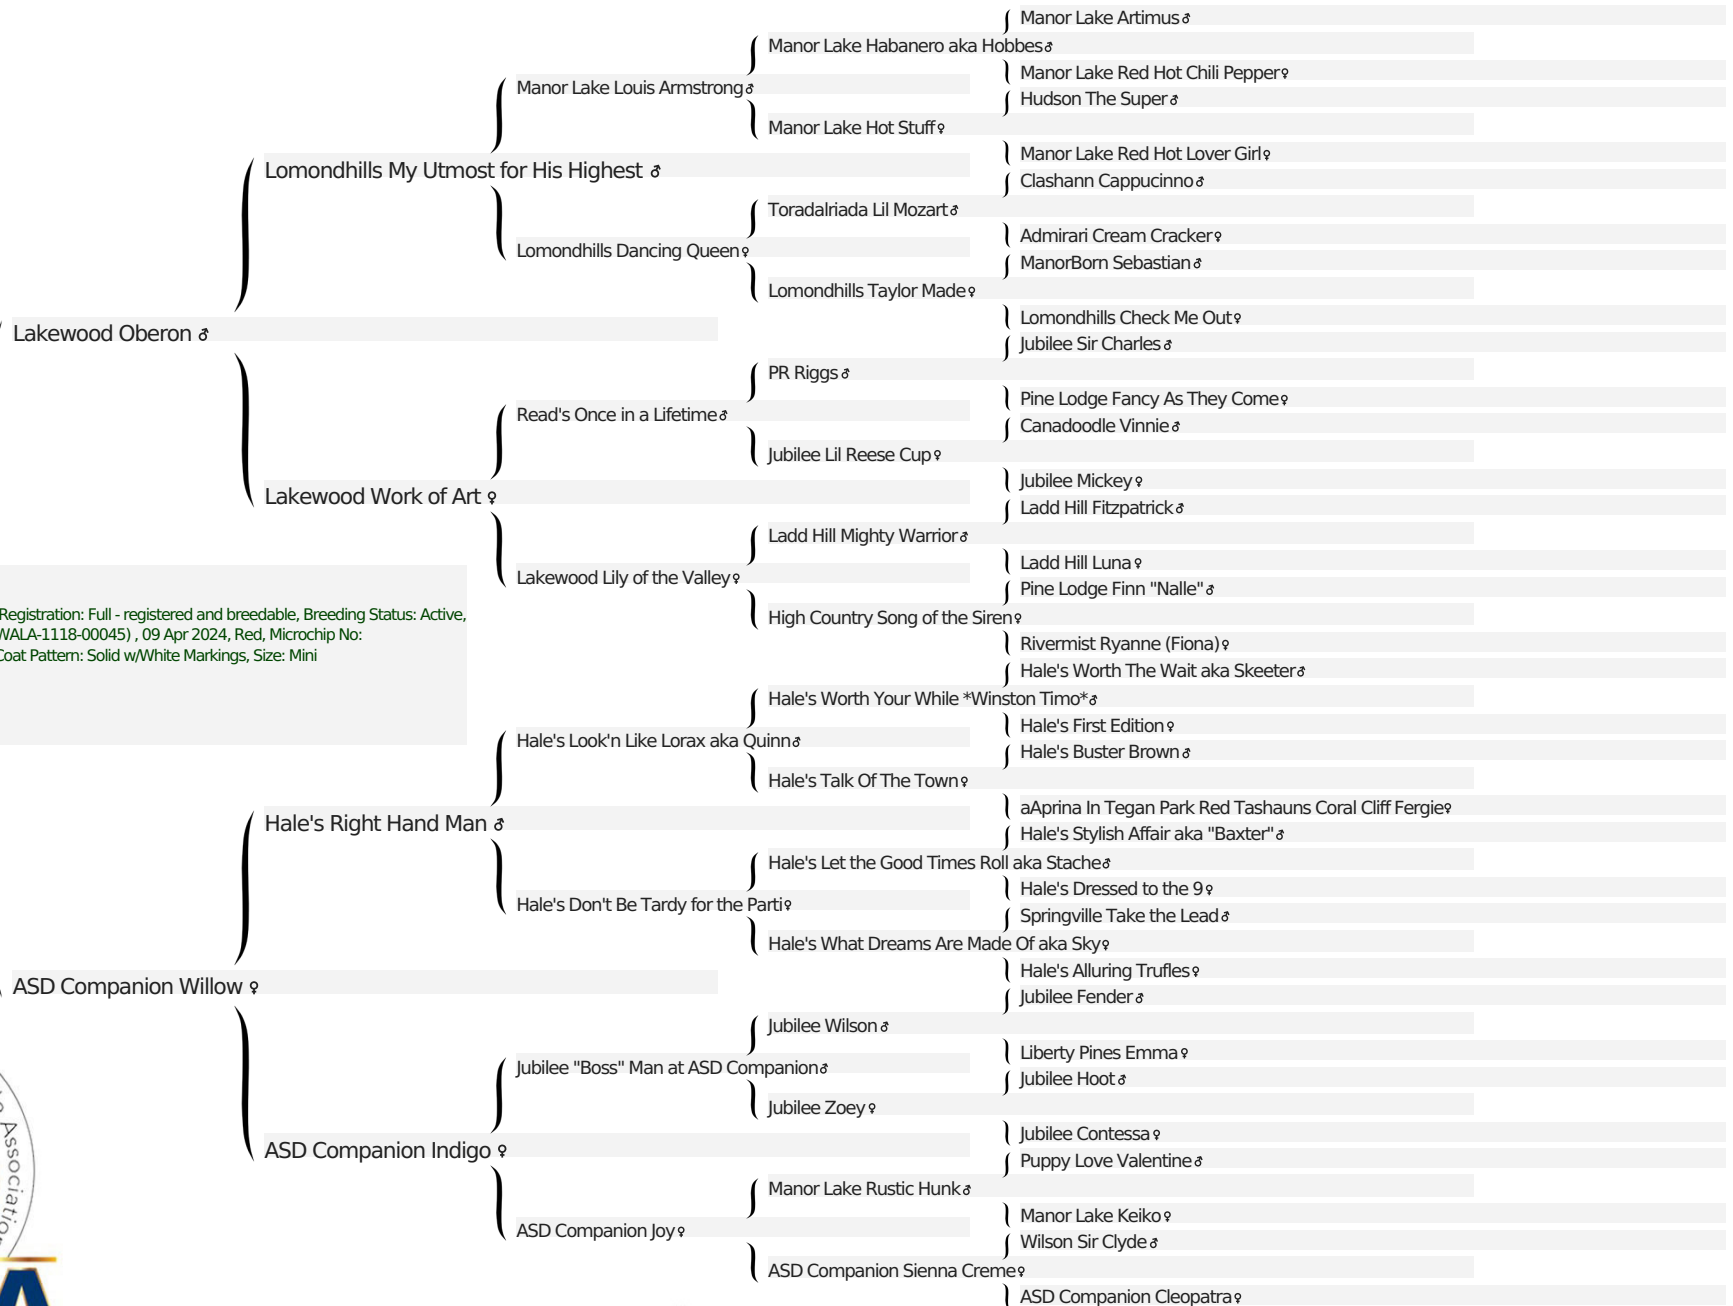 Manor Lake Artimus♂
Manor Lake Habanero aka Hobbes♂
Manor Lake Red Hot Chili Pepper♀
Manor Lake Louis Armstrong♂
Hudson The Super♂
Manor Lake Hot Stuff♀
Manor Lake Red Hot Lover Girl♀
Lomondhills My Utmost for His Highest ♂
Clashann Cappucinno♂
Toradalriada Lil Mozart♂
Admirari Cream Cracker♀
Lomondhills Dancing Queen♀
ManorBorn Sebastian♂
Lomondhills Taylor Made♀
Lomondhills Check Me Out♀
Lakewood Oberon ♂
Jubilee Sir Charles♂
PR Riggs♂
Pine Lodge Fancy As They Come♀
Read's Once in a Lifetime♂
Canadoodle Vinnie♂
Jubilee Lil Reese Cup♀
Jubilee Mickey♀
Lakewood Work of Art ♀
Ladd Hill Fitzpatrick♂
Ladd Hill Mighty Warrior♂
Ladd Hill Luna♀
Lakewood Lily of the Valley♀
Pine Lodge Finn "Nalle"♂
High Country Song of the Siren♀
Rivermist Ryanne (Fiona)♀
Registration: Full - registered and breedable, Breeding Status: Active,
WALA-1118-00045) , 09 Apr 2024, Red, Microchip No:
Coat Pattern: Solid w/White Markings, Size: Mini
Hale's Worth The Wait aka Skeeter♂
Hale's Worth Your While *Winston Timo*♂
Hale's First Edition♀
Hale's Look'n Like Lorax aka Quinn♂
Hale's Buster Brown♂
Hale's Talk Of The Town♀
aAprina In Tegan Park Red Tashauns Coral Cliff Fergie♀
Hale's Right Hand Man ♂
Hale's Stylish Affair aka "Baxter"♂
Hale's Let the Good Times Roll aka Stache♂
Hale's Dressed to the 9♀
Hale's Don't Be Tardy for the Parti♀
Springville Take the Lead♂
Hale's What Dreams Are Made Of aka Sky♀
Hale's Alluring Trufles♀
ASD Companion Willow ♀
Jubilee Fender♂
Jubilee Wilson♂
Liberty Pines Emma♀
Jubilee "Boss" Man at ASD Companion♂
Jubilee Hoot♂
Jubilee Zoey♀
Jubilee Contessa♀
ASD Companion Indigo ♀
Puppy Love Valentine♂
Manor Lake Rustic Hunk♂
Manor Lake Keiko♀
ASD Companion Joy♀
Wilson Sir Clyde♂
ASD Companion Sienna Creme♀
ASD Companion Cleopatra♀
Association